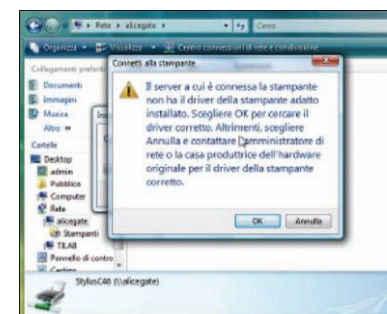 Rete ▸ alicegate ▸
Cerca
Organizza
Visualizza
Centro connessioni di rete e condivisione
Collegamenti preferiti
Connetti alla stampante
Documenti
Immagini
Musica
Altro
Il server a cui è connessa la stampante
non ha il driver della stampante adatto
installato. Scegliere OK per cercare il
driver corretto. Altrimenti, scegliere
Annulla e contattare l'amministratore di
rete o la casa produttrice dell'hardware
originale per il driver della stampante
corretto.
Cartelle
Desktop
admin
Pubblica
Computer
Rete
alicegate
Stampanti
TILAB
Pannello di contro
Cestino
OK
Annulla
StylusC46 (\\alicegate)